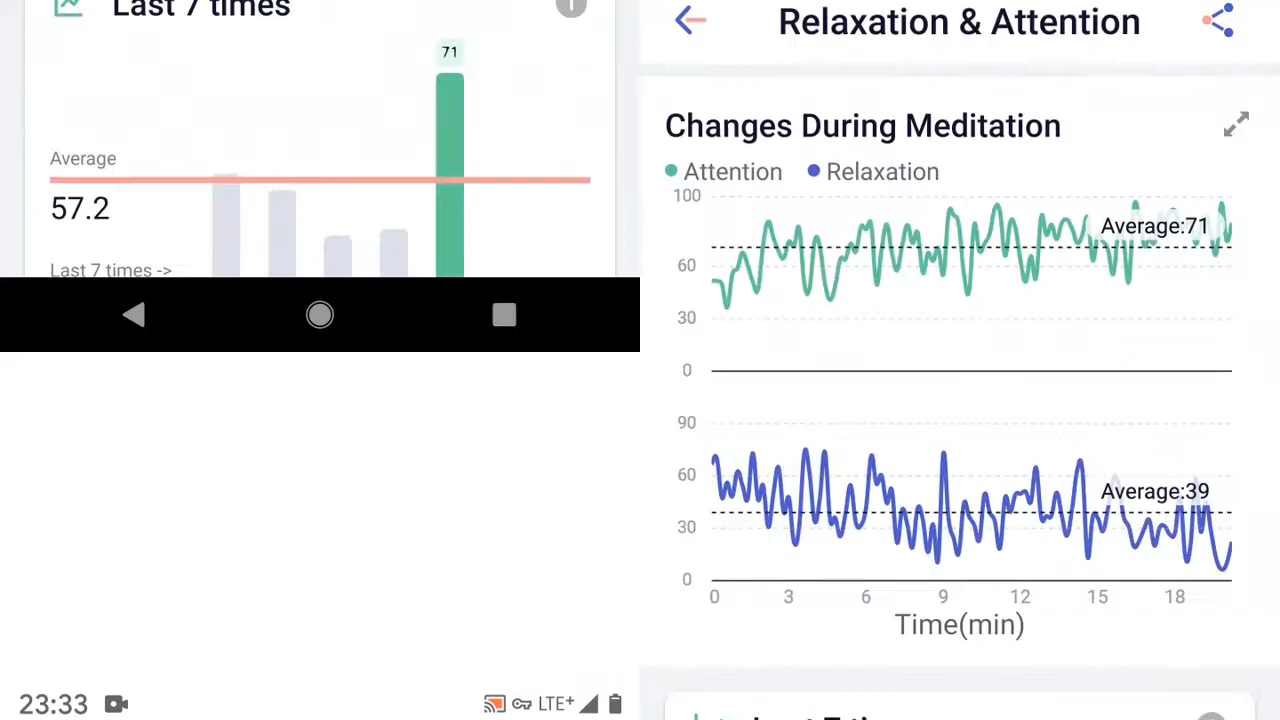 Last 7 times
71
Average
57.2
Last 7 times ->
23:33
LTE+
Relaxation & Attention
Changes During Meditation
Attention
Relaxation
100
Average:71
60
30
0
90
60
Average:39
30
0
0 3 6 9 12 15 18
Time(min)